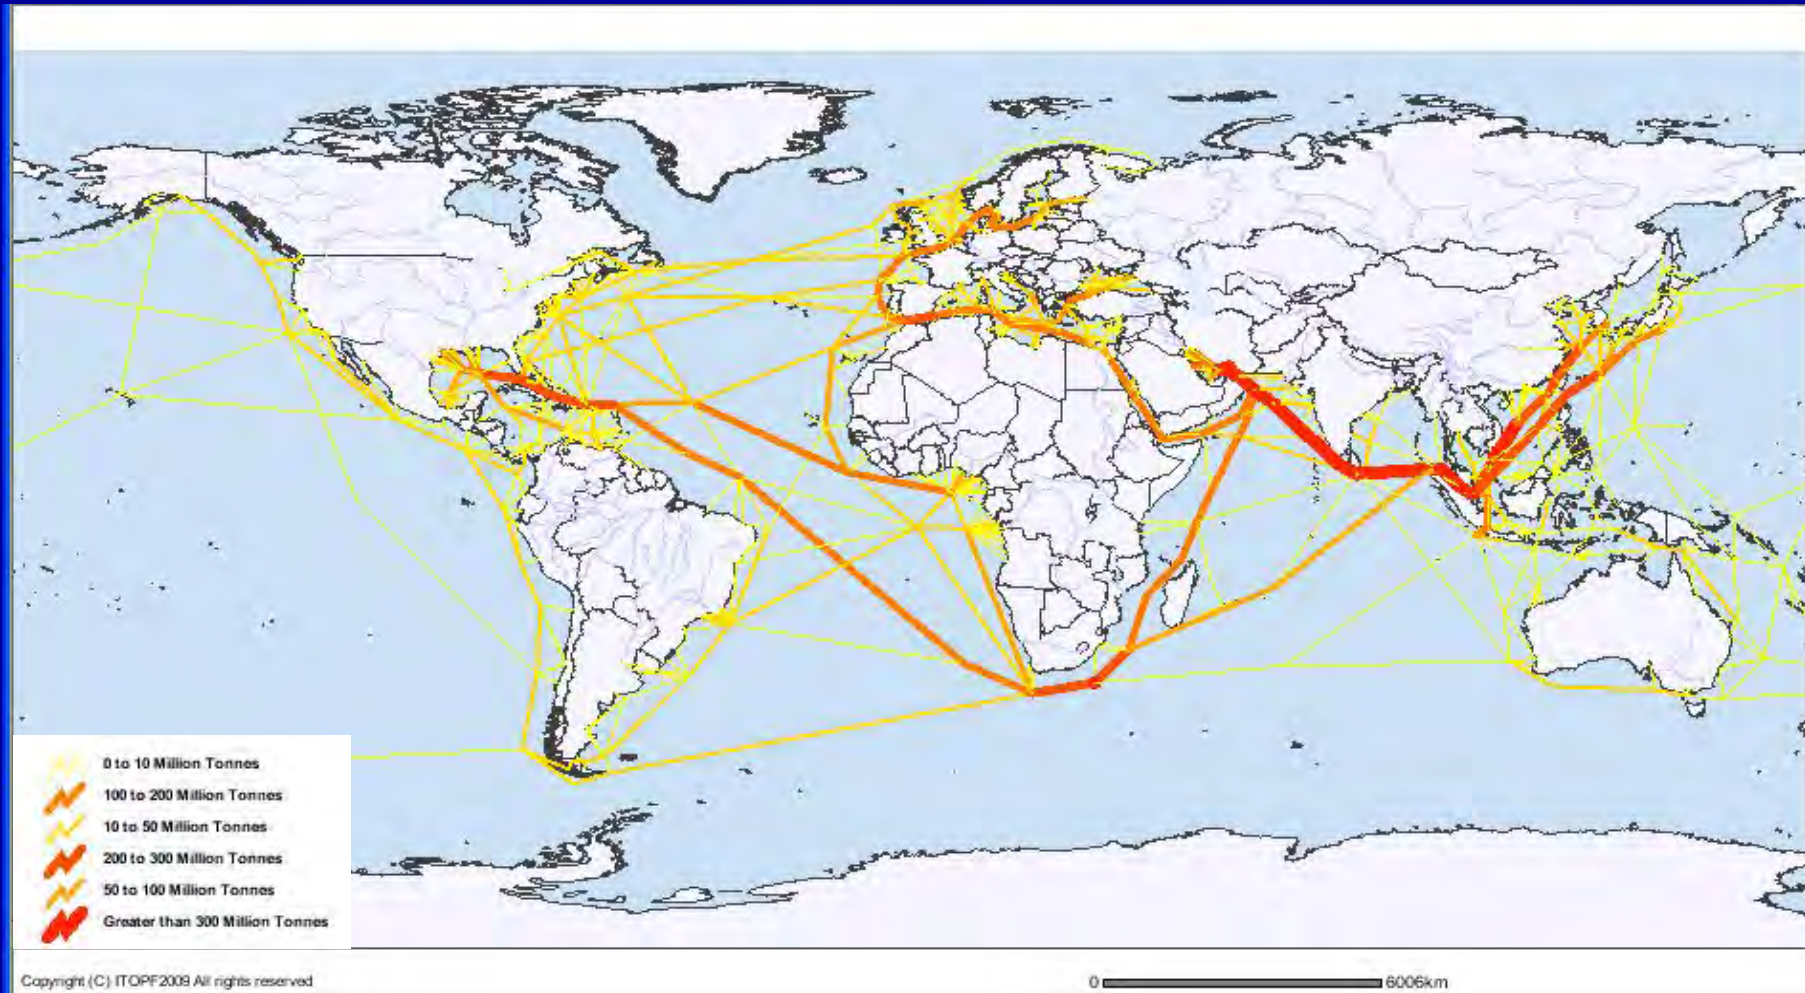 0 to 10 Million Tonnes
100 to 200 Million Tonnes
10 to 50 Million Tonnes
200 to 300 Million Tonnes
50 to 100 Million Tonnes
Greater than 300 Million Tonnes
Copyright (C) ITOPF2009 All rights reserved
0 6006km